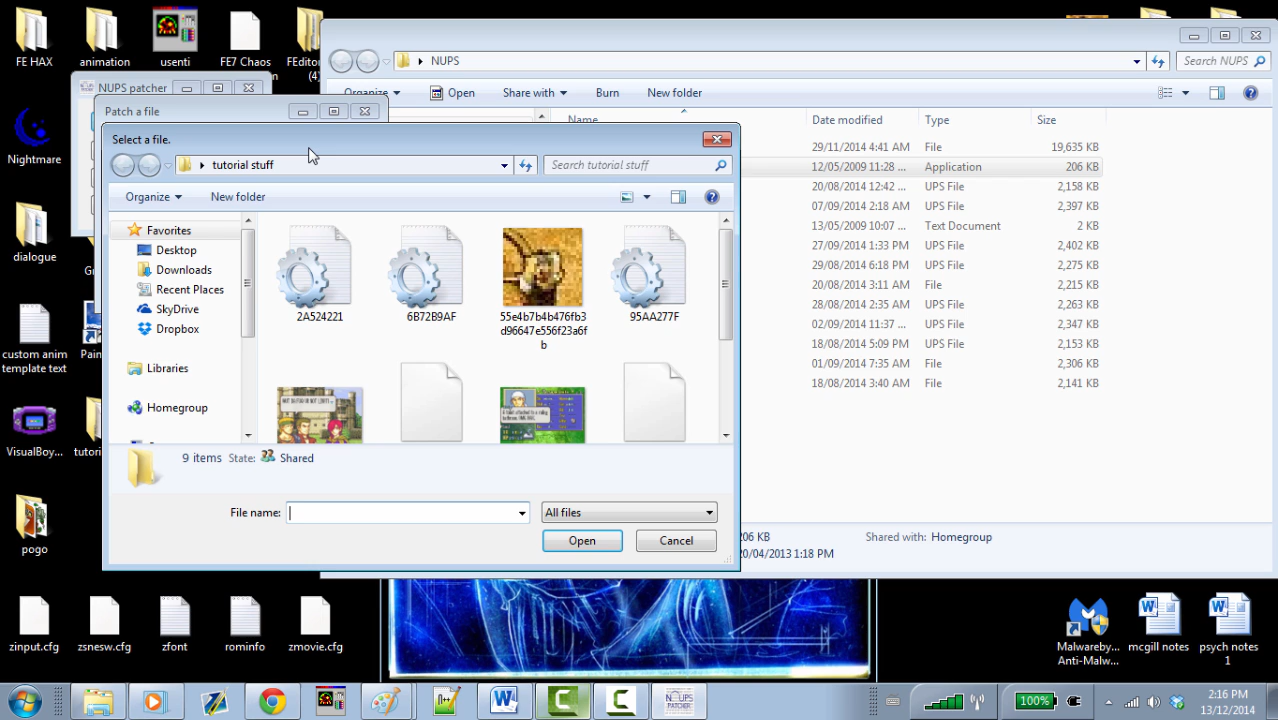 FE HAX
animation
usenti
FE7 Chaos
FEditor
(4)
Nightmare
dialogue
custom anim
template text
Pain
VisualBoy...
pogo
zinput.cfg
zsnesw.cfg
zfont
rominfo
zmovie.cfg
Malwareby...
Anti-Malw...
mcgill notes
psych notes
1
NUPS
Search NUPS
Organize
Open
Share with
Burn
New folder
Name
Date modified
Type
Size
29/11/2014 4:41 AM File 19,635 KB
12/05/2009 11:28 ... Application 206 KB
20/08/2014 12:42 ... UPS File 2,158 KB
07/09/2014 2:18 AM UPS File 2,397 KB
13/05/2009 10:07 ... Text Document 2 KB
27/09/2014 1:33 PM UPS File 2,402 KB
29/08/2014 6:18 PM UPS File 2,275 KB
20/08/2014 3:11 AM File 2,215 KB
28/08/2014 2:35 AM UPS File 2,263 KB
02/09/2014 11:37 ... UPS File 2,347 KB
18/08/2014 5:09 PM UPS File 2,153 KB
01/09/2014 7:35 AM File 2,306 KB
18/08/2014 3:40 AM File 2,141 KB
206 KB
Shared with: Homegroup
20/04/2013 1:18 PM
NUPS patcher
Patch a file
Select a file.
tutorial stuff
Search tutorial stuff
Organize
New folder
Favorites
Desktop
Downloads
Recent Places
SkyDrive
Dropbox
Libraries
Homegroup
2A524221
6B72B9AF
55e4b7b4b476fb3
d96647e556f23a6f
b
95AA277F
9 items State: Shared
File name:
All files
Open
Cancel
100%
2:16 PM
13/12/2014